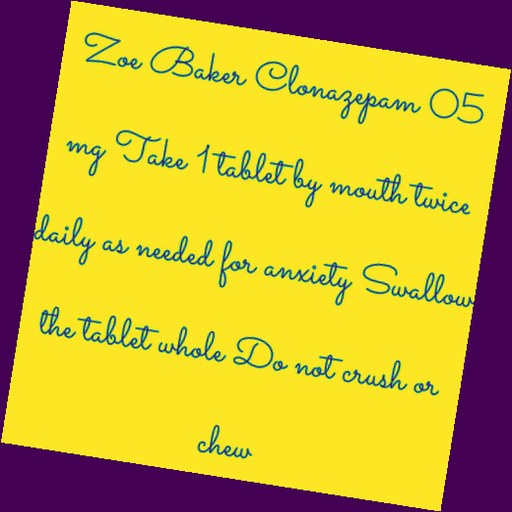 Zoe Baker Clonazepam 05
mg Take 1 tablet by mouth twice
daily as needed for anxiety Swallow
the tablet whole Do not crush or
chew